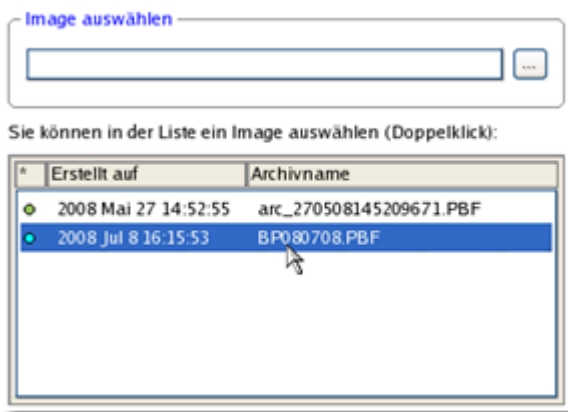 Image auswählen
...
Sie können in der Liste ein Image auswählen (Doppelklick):
* Erstellt auf Archivname
2008 Mai 27 14:52:55 arc_270508145209671.PBF
2008 Jul 8 16:15:53 BP080708.PBF